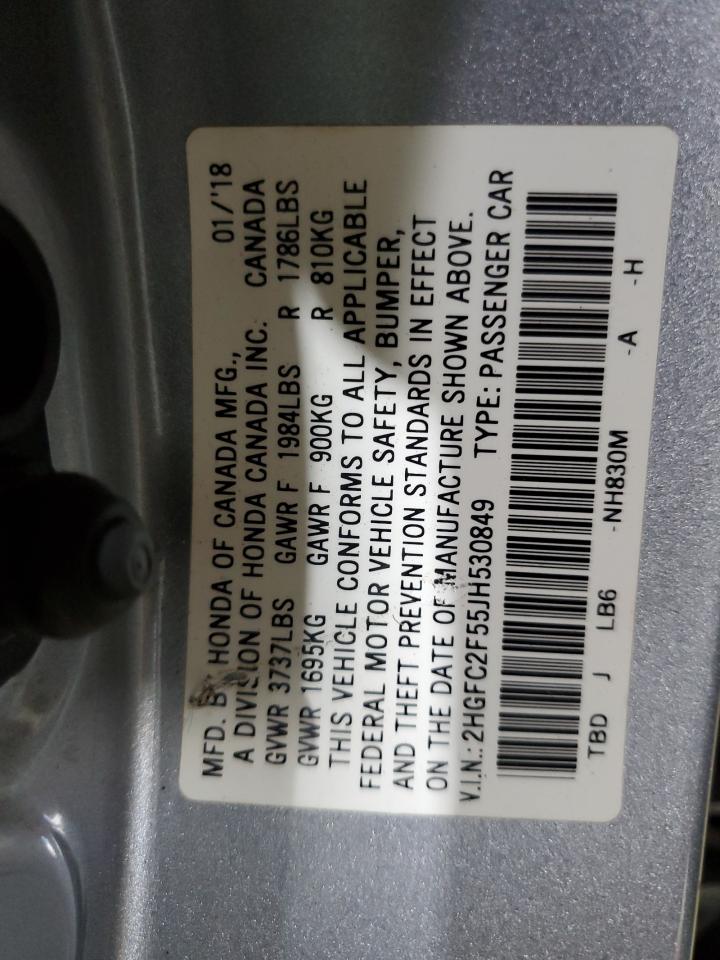 MFD. BY HONDA OF CANADA MFG., 01/'18
A DIVISION OF HONDA CANADA INC. CANADA
GVWR 3737LBS GAWR F 1984LBS R 1786LBS
GVWR 1695KG GAWR F 900KG R 810KG
THIS VEHICLE CONFORMS TO ALL APPLICABLE
FEDERAL MOTOR VEHICLE SAFETY, BUMPER,
AND THEFT PREVENTION STANDARDS IN EFFECT
ON THE DATE OF MANUFACTURE SHOWN ABOVE.
V.I.N.: 2HGFC2F55JH530849 TYPE: PASSENGER CAR
TBD J LB6 -NH830M -A -H